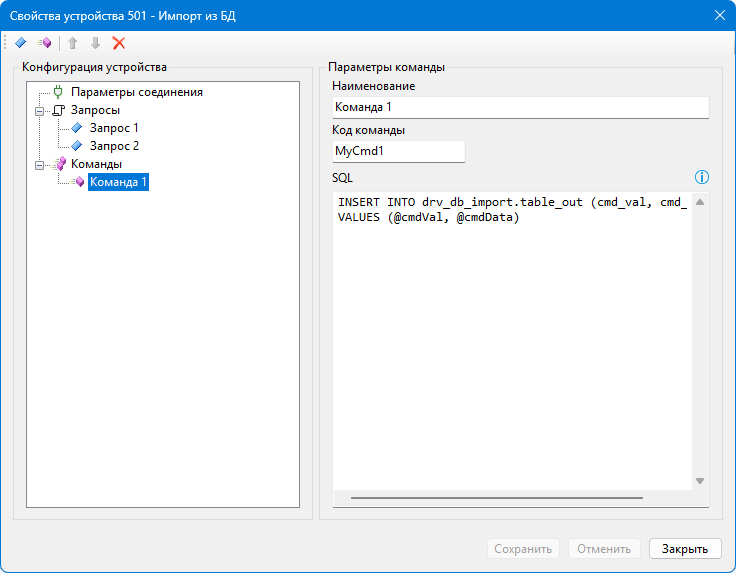 Свойства устройства 501 - Импорт из БД
Конфигурация устройства
Параметры соединения
Запросы
Запрос 1
Запрос 2
Команды
Команда 1
Параметры команды
Наименование
Команда 1
Код команды
MyCmd1
SQL
INSERT INTO drv_db_import.table_out (cmd_val, cmd_
VALUES (@cmdVal, @cmdData)
Сохранить
Отменить
Закрыть